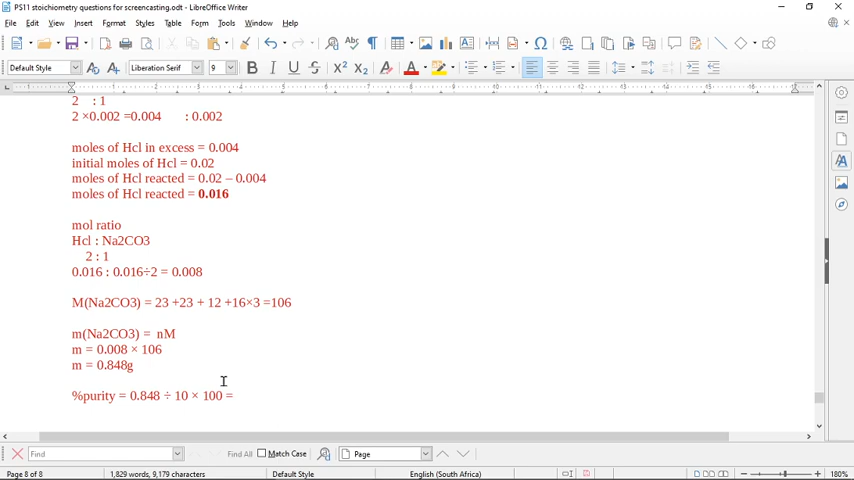 PS11 stoichiometry questions for screencasting.odt - LibreOffice Writer
File Edit View Insert Format Styles Table Form Tools Window Help
Default Style Liberation Serif 9
2 : 1
2 ×0.002 =0.004 : 0.002
moles of Hcl in excess = 0.004
initial moles of Hcl = 0.02
moles of Hcl reacted = 0.02 – 0.004
moles of Hcl reacted = 0.016
mol ratio
Hcl : Na2CO3
2 : 1
0.016 : 0.016÷2 = 0.008
M(Na2CO3) = 23 +23 + 12 +16×3 =106
m(Na2CO3) = nM
m = 0.008 × 106
m = 0.848g
%purity = 0.848 ÷ 10 × 100 =
Find Find All Match Case Page
Page 8 of 8 1,829 words, 9,179 characters Default Style English (South Africa) 180%